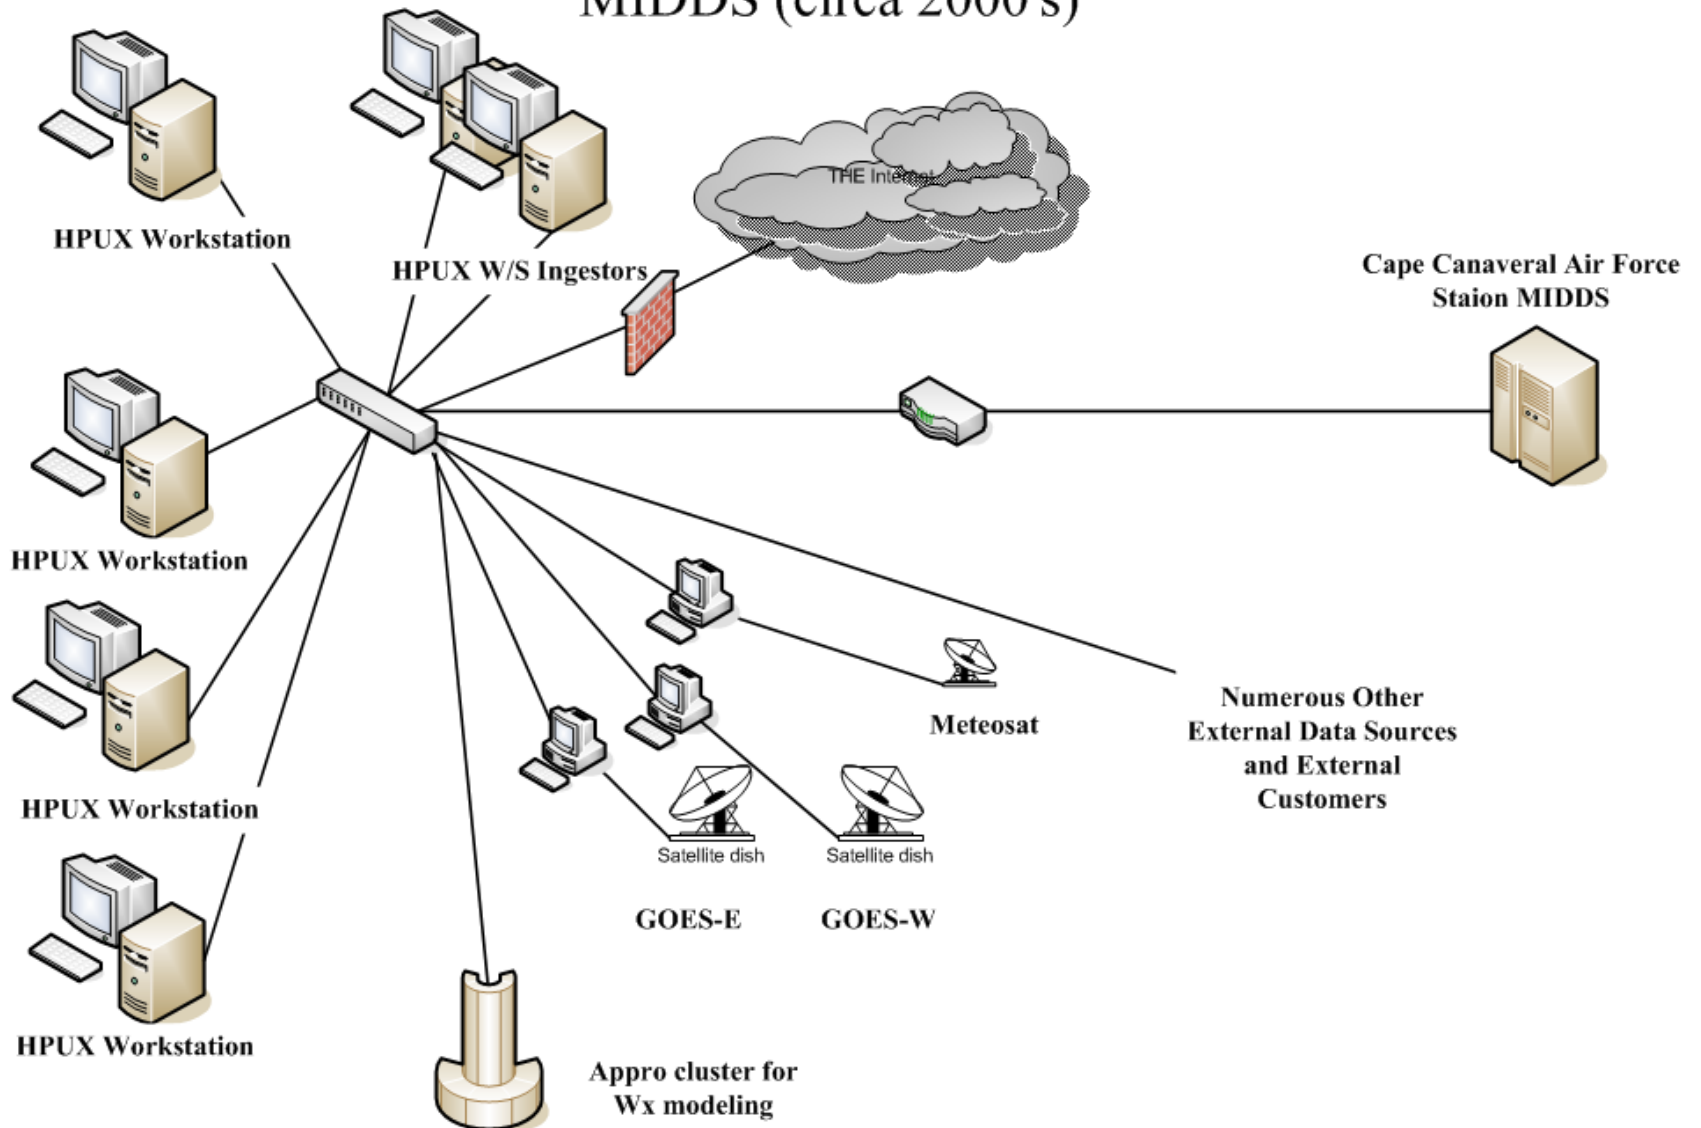 MIDDS (circa 2000's)
THE Internet
HPUX Workstation
HPUX W/S Ingestors
Cape Canaveral Air Force
Staion MIDDS
HPUX Workstation
HPUX Workstation
HPUX Workstation
Meteosat
Numerous Other
External Data Sources
and External
Customers
Satellite dish
Satellite dish
GOES-E
GOES-W
Appro cluster for
Wx modeling